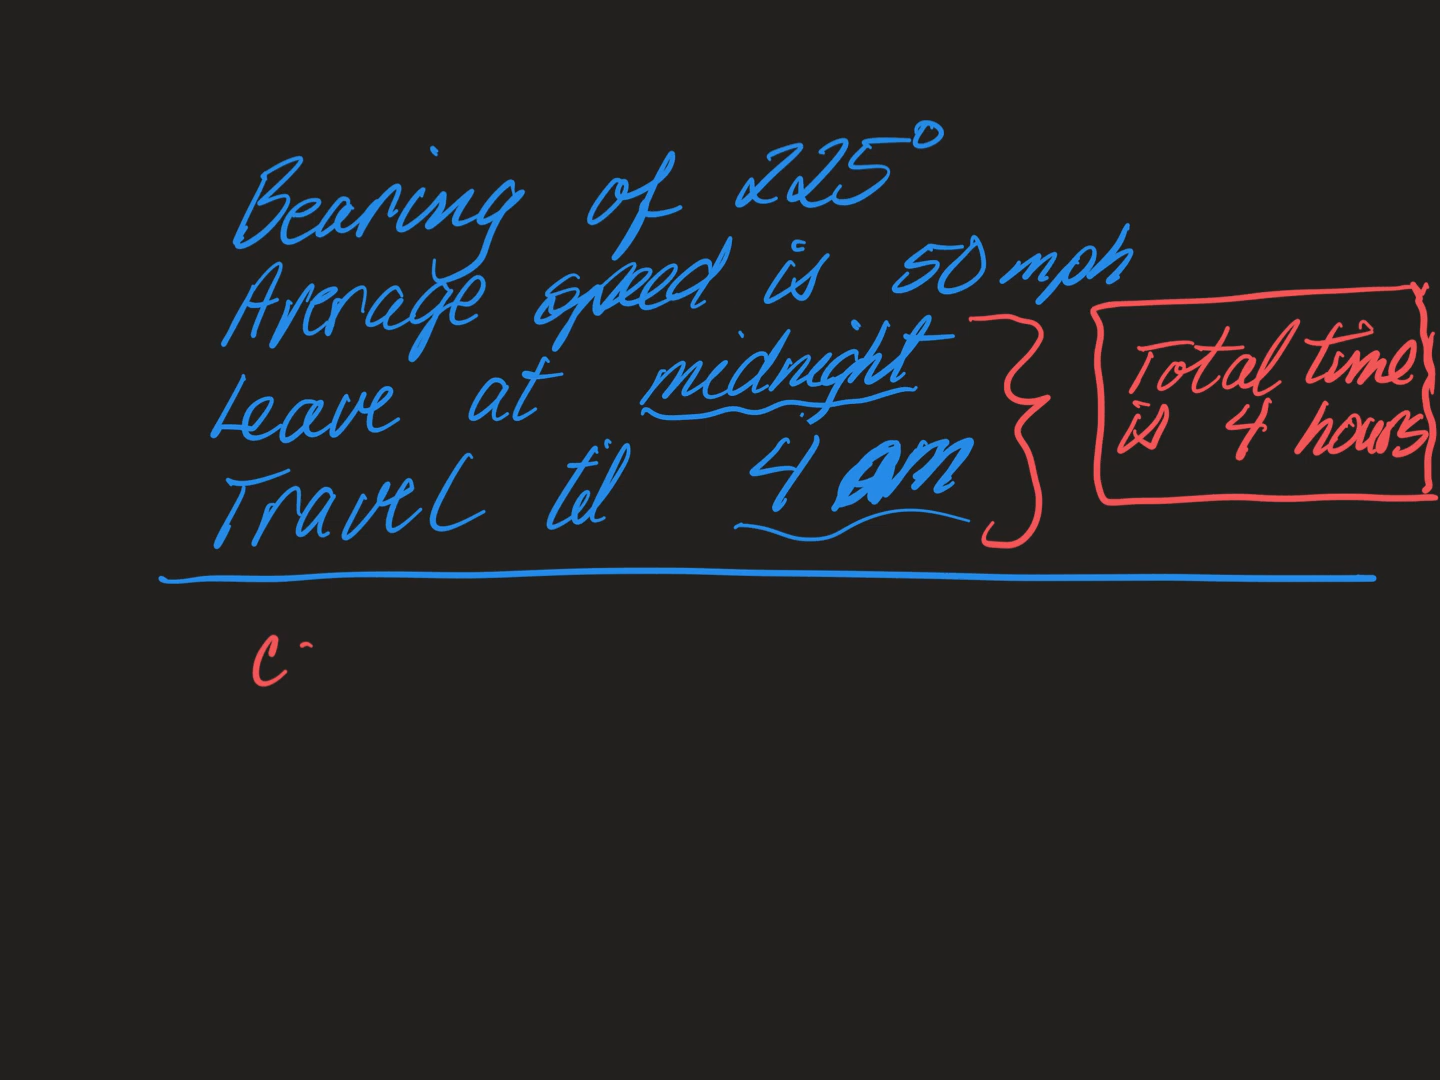 Bearing of 225°
Average speed is 50 mph
Leave at midnight
Travel til 4 am
Total time
is 4 hours